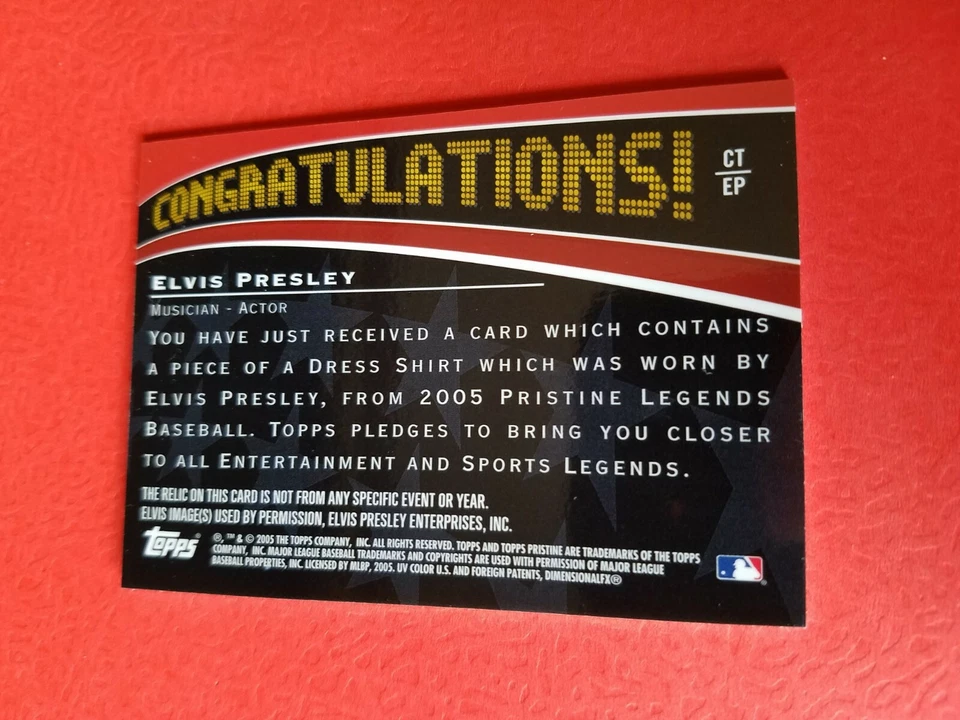 CONGRATULATIONS!
CT
EP
ELVIS PRESLEY
MUSICIAN - ACTOR
YOU HAVE JUST RECEIVED A CARD WHICH CONTAINS
A PIECE OF A DRESS SHIRT WHICH WAS WORN BY
ELVIS PRESLEY, FROM 2005 PRISTINE LEGENDS
BASEBALL. TOPPS PLEDGES TO BRING YOU CLOSER
TO ALL ENTERTAINMENT AND SPORTS LEGENDS.
THE RELIC ON THIS CARD IS NOT FROM ANY SPECIFIC EVENT OR YEAR.
ELVIS IMAGE(S) USED BY PERMISSION, ELVIS PRESLEY ENTERPRISES, INC.
Topps
®, ™ & © 2005 THE TOPPS COMPANY, INC. ALL RIGHTS RESERVED. TOPPS AND TOPPS PRISTINE ARE TRADEMARKS OF THE TOPPS
COMPANY, INC. MAJOR LEAGUE BASEBALL TRADEMARKS AND COPYRIGHTS ARE USED WITH PERMISSION OF MAJOR LEAGUE
BASEBALL PROPERTIES, INC. LICENSED BY MLBP, 2005. UV COLOR U.S. AND FOREIGN PATENTS, DIMENSIONALFX®